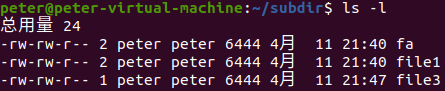 peter@peter-virtual-machine:~/subdir$ ls -l
总用量 24
-rw-rw-r-- 2 peter peter 6444 4月  11 21:40 fa
-rw-rw-r-- 2 peter peter 6444 4月  11 21:40 file1
-rw-rw-r-- 1 peter peter 6444 4月  11 21:47 file3